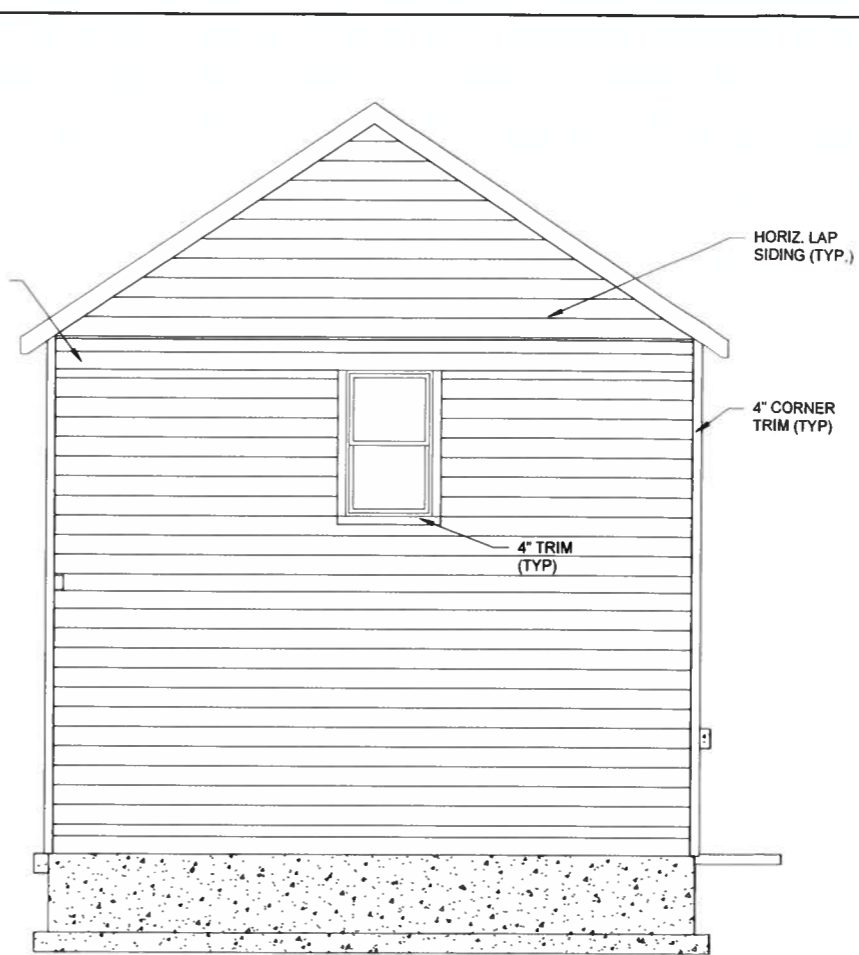 HORIZ. LAP
SIDING (TYP.)
4" CORNER
TRIM (TYP)
4" TRIM
(TYP)